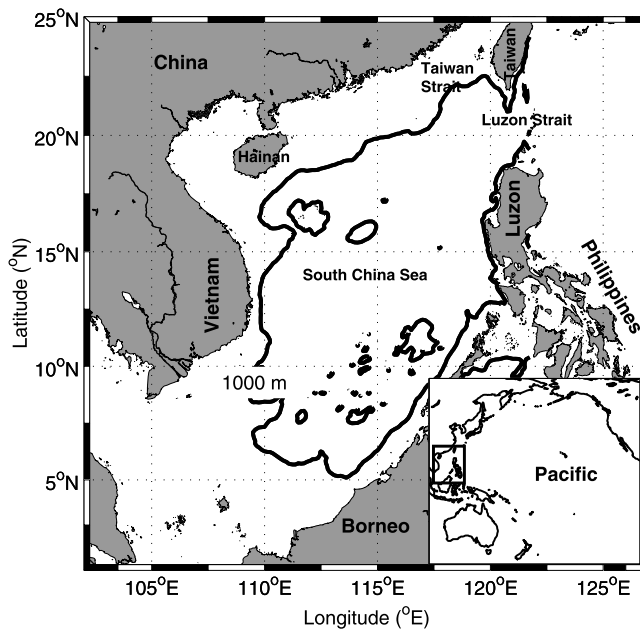 25°N
20°N
15°N
10°N
5°N
Latitude (°N)
China
Taiwan
Strait
Taiwan
Luzon Strait
Hainan
Luzon
Vietnam
South China Sea
Philippines
1000 m
Pacific
Borneo
105°E
110°E
115°E
120°E
125°E
Longitude (°E)